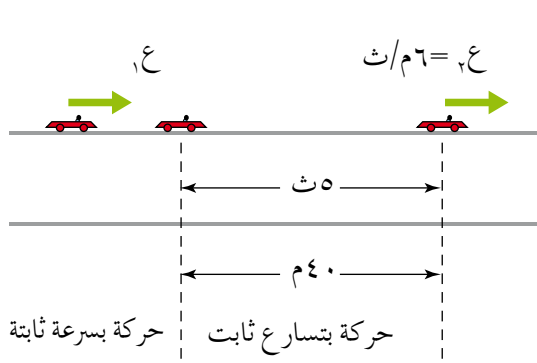 ع١
ع٢ =٦م/ث
٥ث
٤٠م
حركة بتسارع ثابت
حركة بسرعة ثابتة